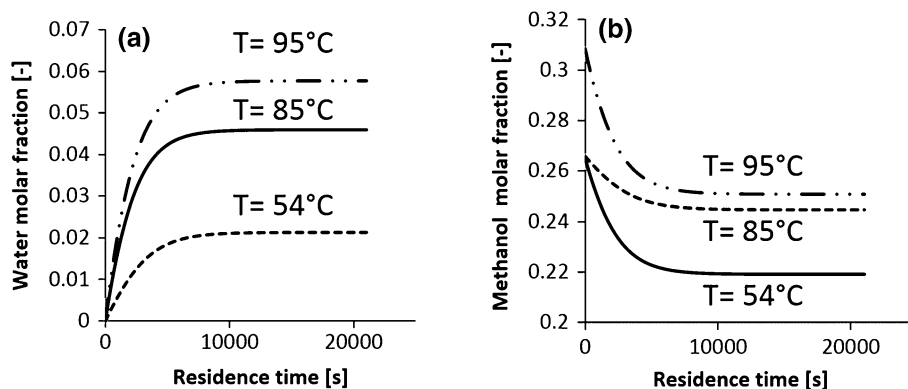 (a)
T= 95°C
T= 85°C
T= 54°C
Water molar fraction [-]
0.07
0.06
0.05
0.04
0.03
0.02
0.01
0
0
10000
20000
Residence time [s]
(b)
T= 95°C
T= 85°C
T= 54°C
Methanol molar fraction [-]
0.32
0.3
0.28
0.26
0.24
0.22
0.2
0
10000
20000
Residence time [s]